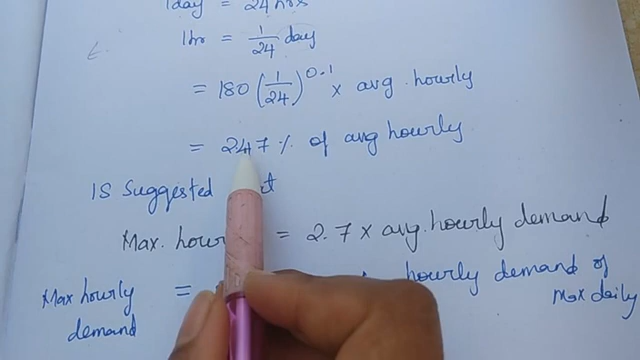 1day = 24 hrs
1hr = 1/24 day
= 180 (1/24)^0.1 x avg. hourly
= 247 % of avg hourly
IS suggested
Max. = 2.7 x avg. hourly demand
Max hourly demand = hourly demand of Max daily